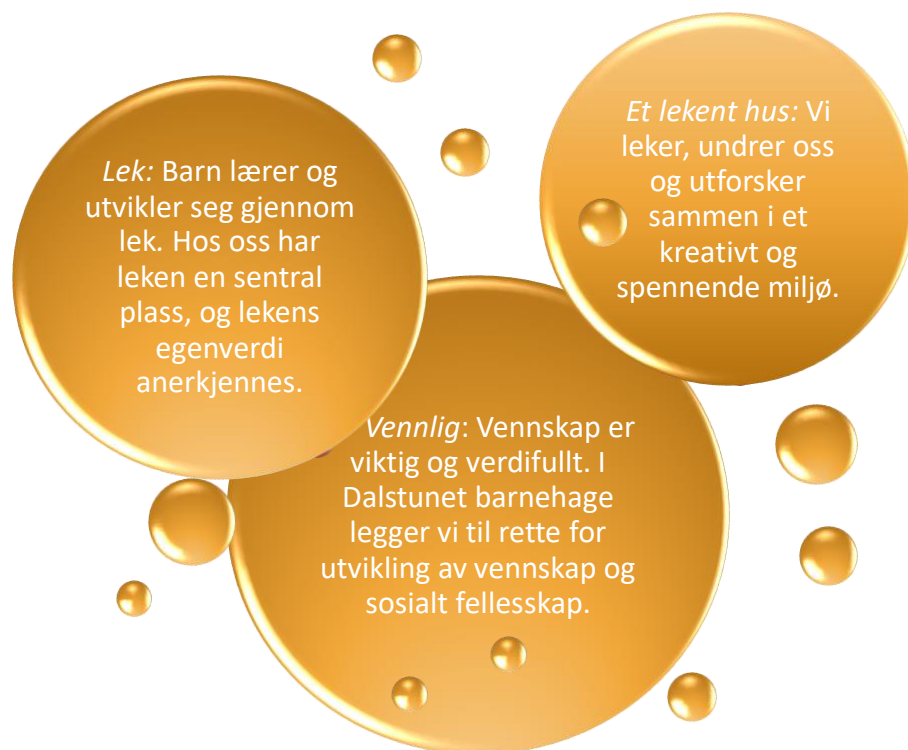 Lek: Barn lærer og
utvikler seg gjennom
lek. Hos oss har
leken en sentral
plass, og lekens
egenverdi
anerkjennes.
Et lekent hus: Vi
leker, undrer oss
og utforsker
sammen i et
kreativt og
spennende miljø.
Vennlig: Vennskap er
viktig og verdifullt. I
Dalstunet barnehage
legger vi til rette for
utvikling av vennskap og
sosialt fellesskap.